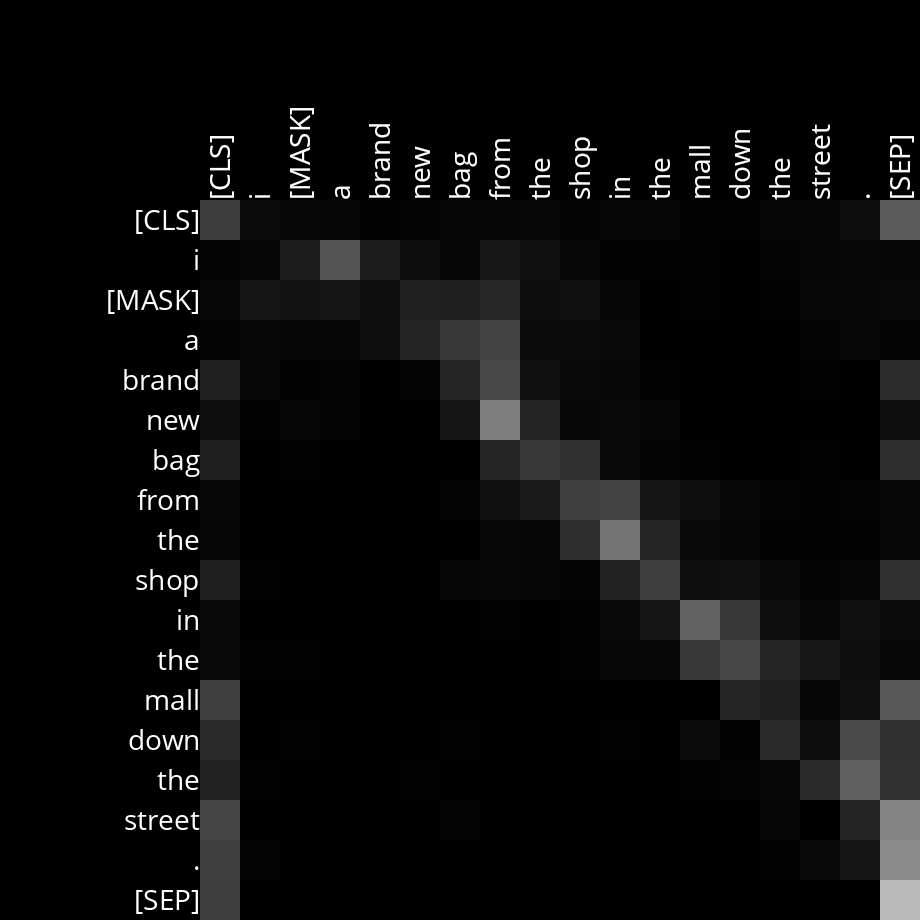 [CLS] i [MASK] a brand new bag from the shop in the mall down the street . [SEP]
[CLS]
i
[MASK]
a
brand
new
bag
from
the
shop
in
the
mall
down
the
street
.
[SEP]